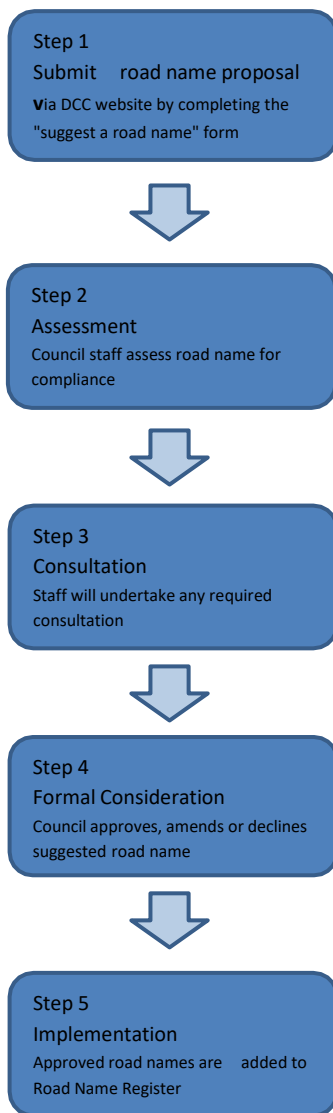 Step 1
Submit road name proposal
via DCC website by completing the
"suggest a road name" form
Step 2
Assessment
Council staff assess road name for
compliance
Step 3
Consultation
Staff will undertake any required
consultation
Step 4
Formal Consideration
Council approves, amends or declines
suggested road name
Step 5
Implementation
Approved road names are added to
Road Name Register